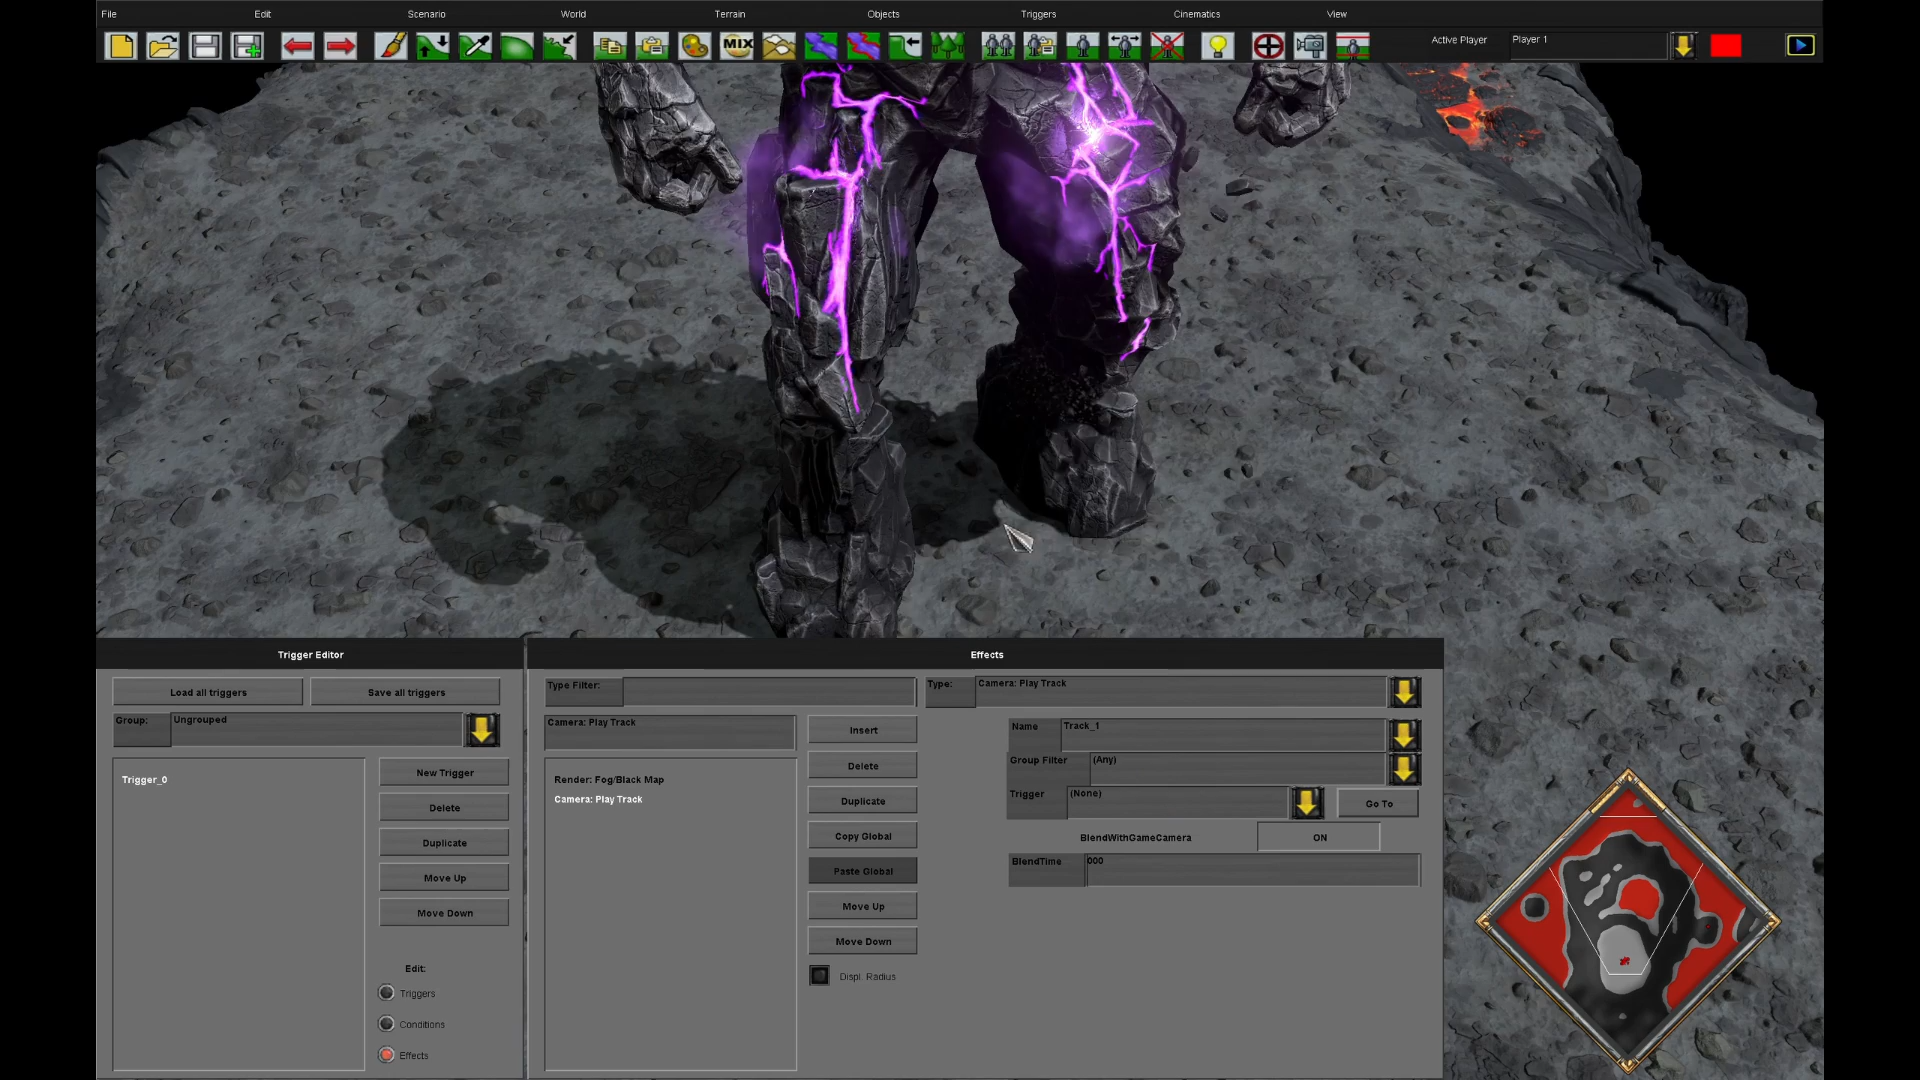 File Edit Scenario World Terrain Objects Triggers Cinematics View
MIX Active Player Player 1
Trigger Editor
Load all triggers Save all triggers
Group: Ungrouped
Trigger_0
New Trigger
Delete
Duplicate
Move Up
Move Down
Edit:
Triggers
Conditions
Effects
Effects
Type Filter:
Camera: Play Track
Render: Fog/Black Map
Camera: Play Track
Insert
Delete
Duplicate
Copy Global
Paste Global
Move Up
Move Down
Displ. Radius
Type: Camera: Play Track
Name Track_1
Group Filter (Any)
Trigger (None) Go To
BlendWithGameCamera ON
BlendTime 000